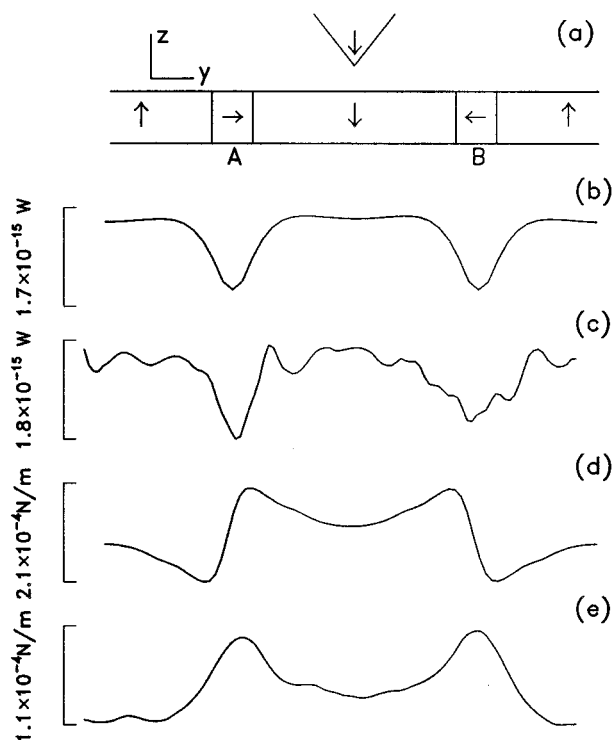 (a)
z
y
A B
(b)
1.7×10⁻¹⁵ W
(c)
1.8×10⁻¹⁵ W
(d)
2.1×10⁻⁴N/m
(e)
1.1×10⁻⁴N/m